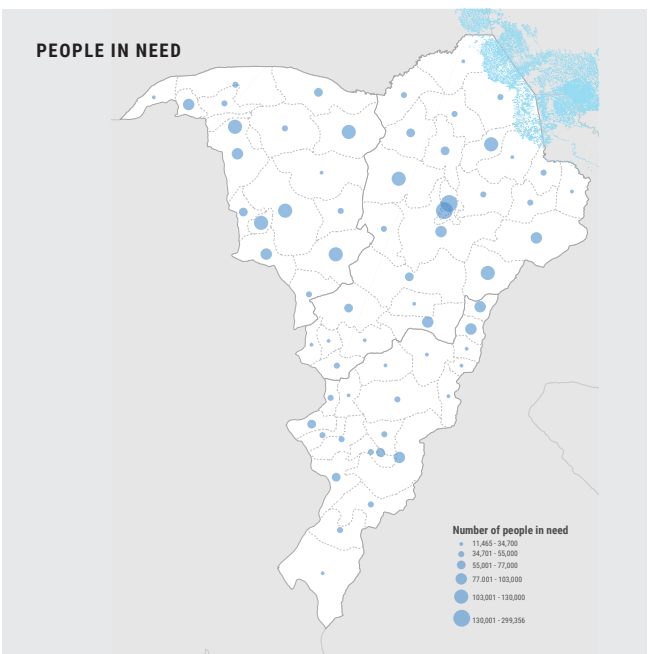 PEOPLE IN NEED
Number of people in need
11,465 - 34,700
34,701 - 55,000
55,001 - 77,000
77.001 - 103,000
103,001 - 130,000
130,001 - 299,356